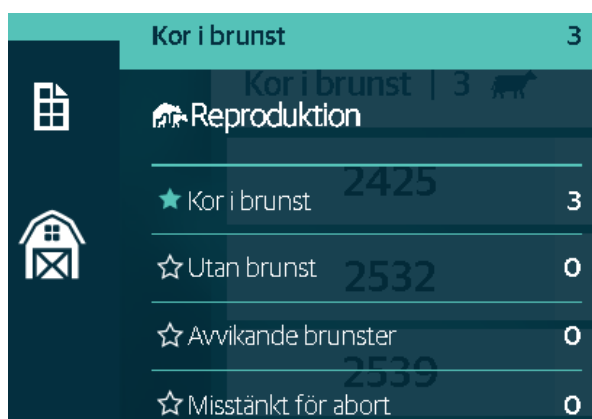 Kor i brunst 3
Kor i brunst | 3
Reproduktion
2425
Kor i brunst 3
Utan brunst 0
2532
Avvikande brunster 0
2539
Misstänkt för abort 0